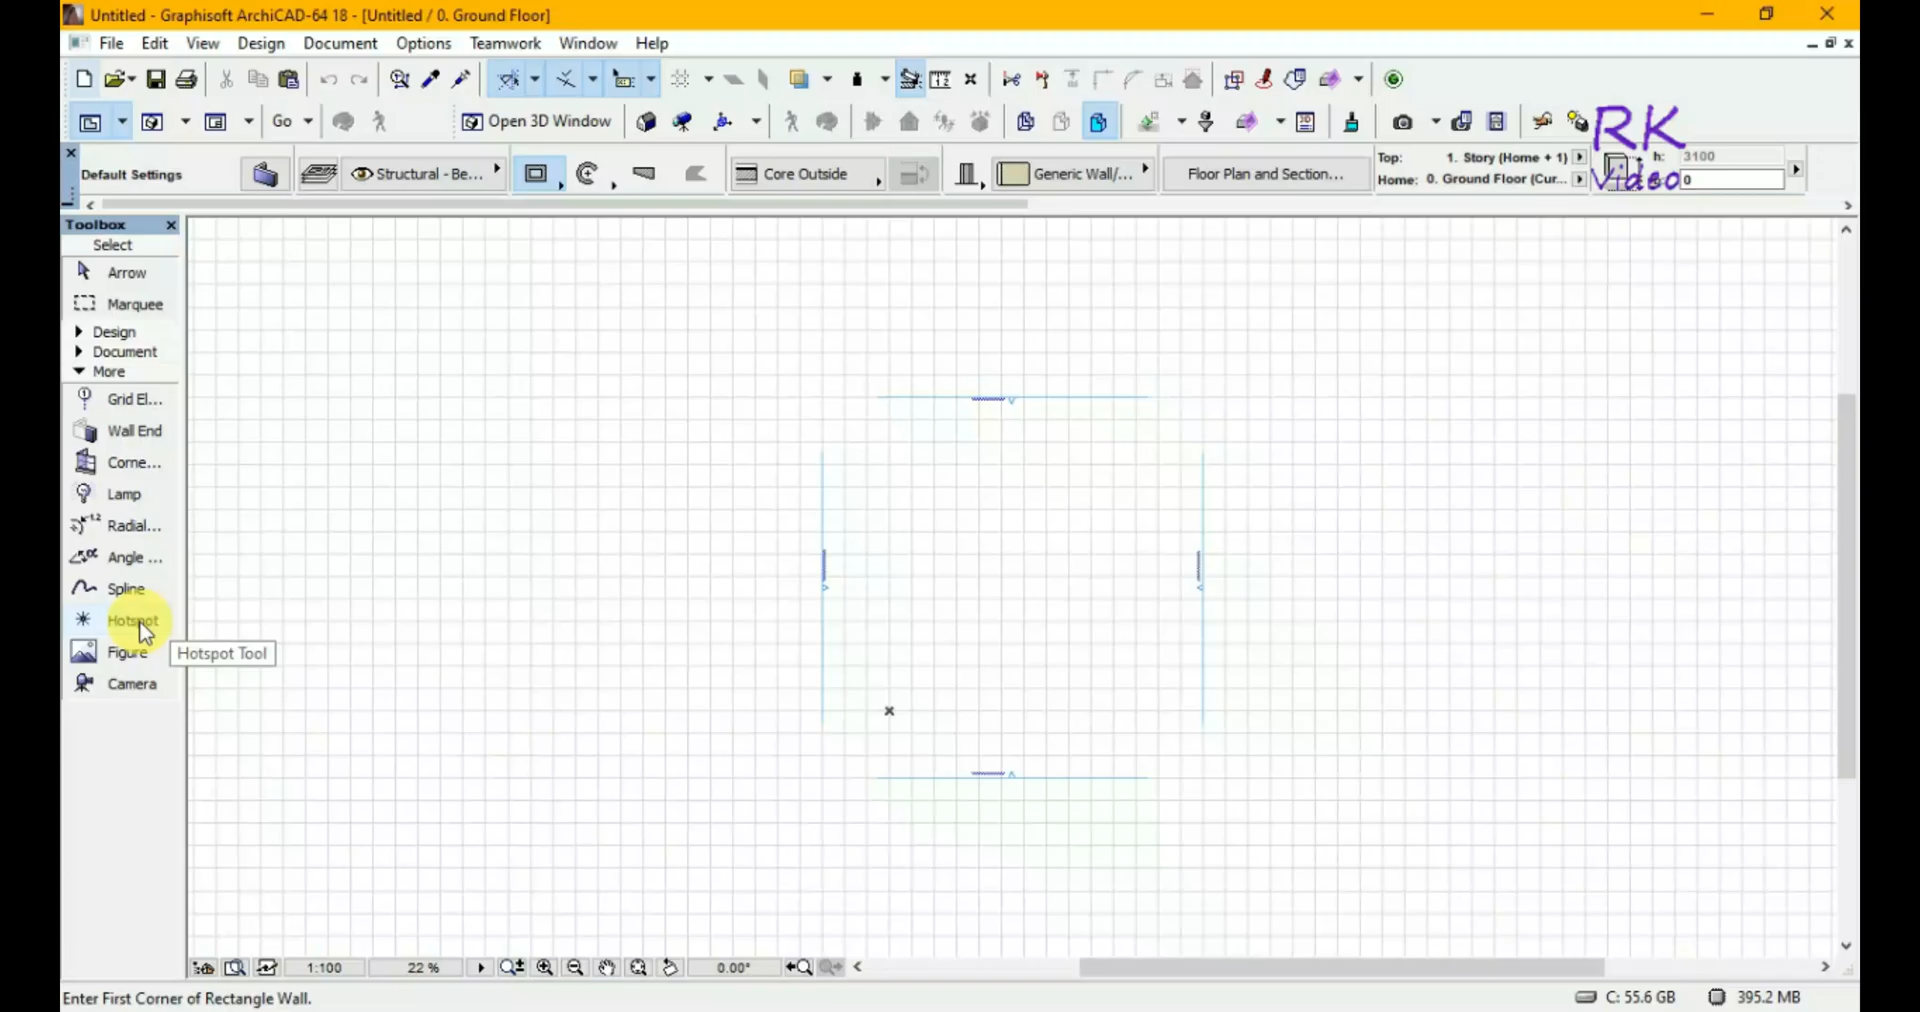 Untitled - Graphisoft ArchiCAD-64 18 - [Untitled / 0. Ground Floor]
File Edit View Design Document Options Teamwork Window Help
Go Open 3D Window
RK
Video
Default Settings Structural - Be... Core Outside Generic Wall/... Floor Plan and Section...
Top: 1. Story (Home + 1) h: 3100
Home: 0. Ground Floor (Cur... 0
Toolbox
Select
Arrow
Marquee
Design
Document
More
Grid El...
Wall End
Corne...
Lamp
Radial...
Angle ...
Spline
Hotspot
Figure
Hotspot Tool
Camera
1:100 22 % 0.00°
Enter First Corner of Rectangle Wall. C: 55.6 GB 395.2 MB